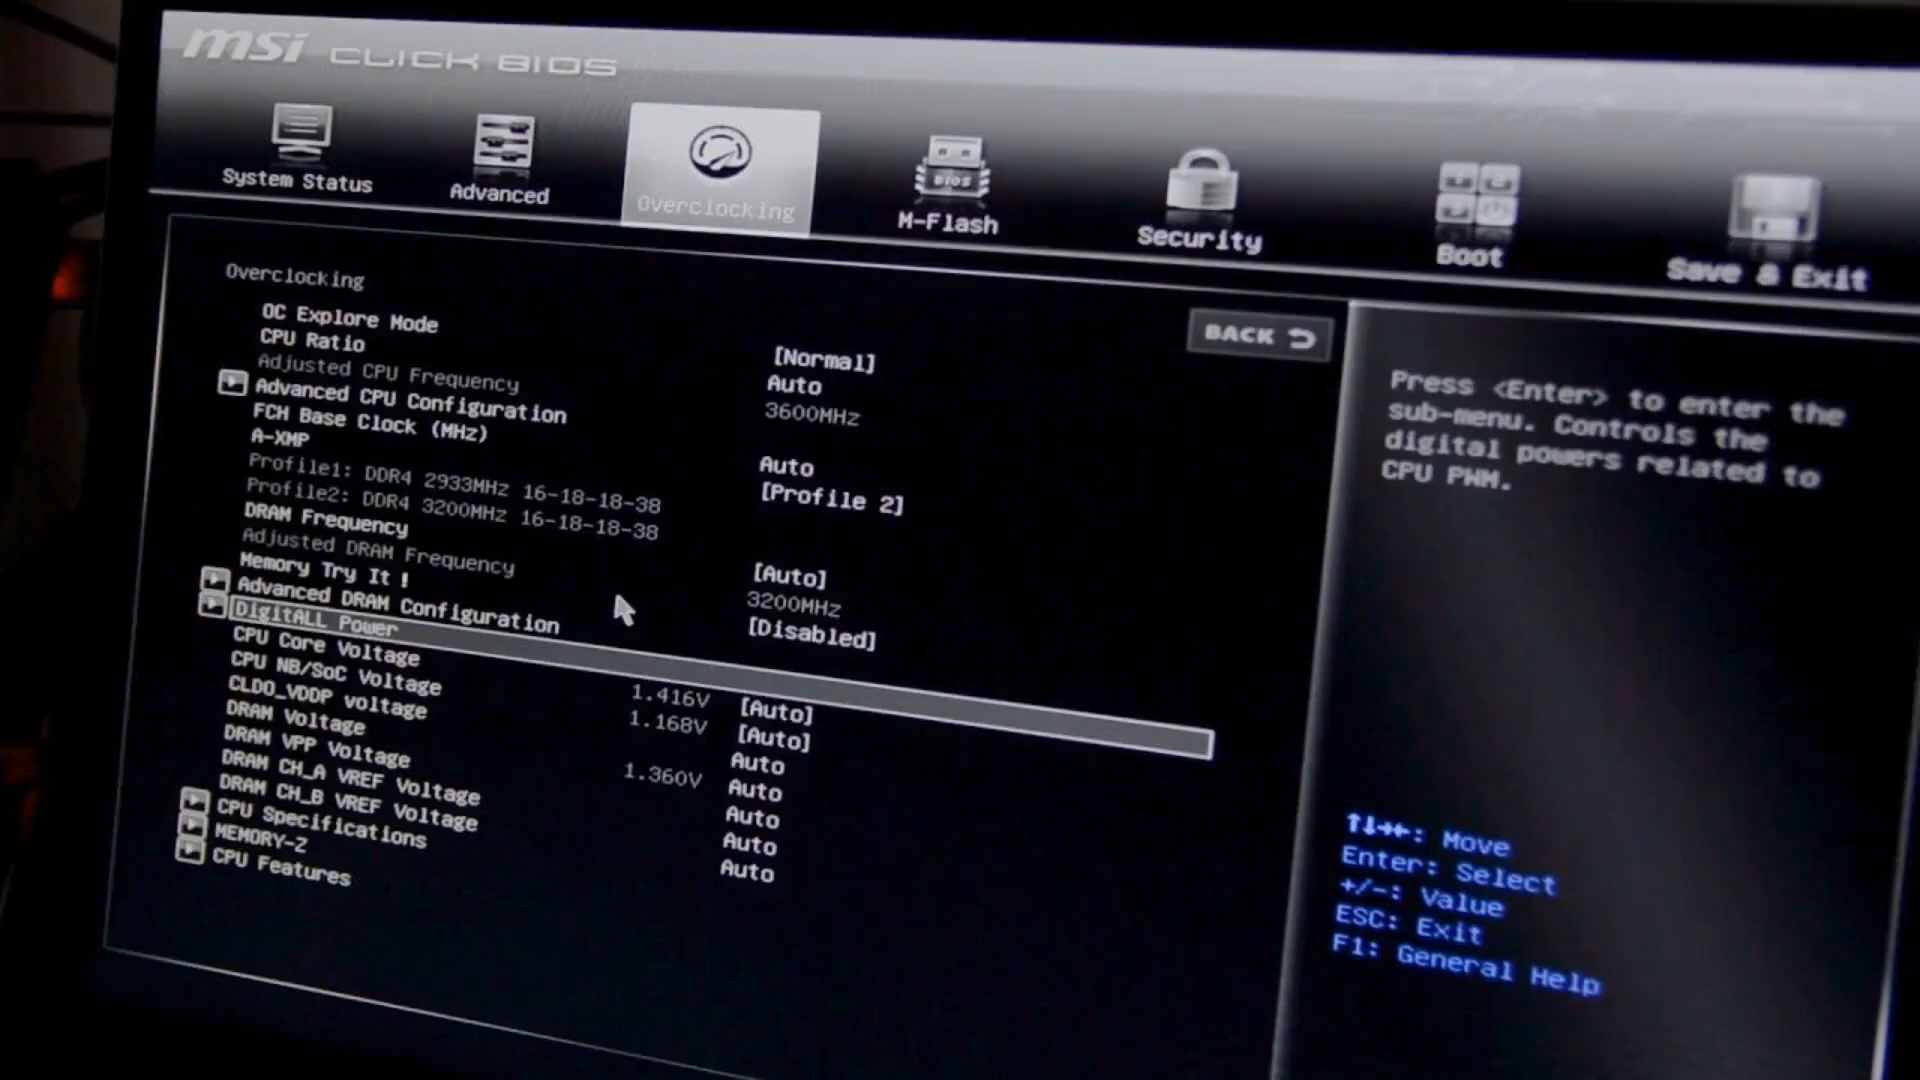 msi CLICK BIOS
System Status
Advanced
Overclocking
M-Flash
BIOS
Security
Boot
Save & Exit
Overclocking
BACK
OC Explore Mode [Normal]
CPU Ratio Auto
Adjusted CPU Frequency 3600MHz
Advanced CPU Configuration
FCH Base Clock (MHz) Auto
A-XMP [Profile 2]
Profile1: DDR4 2933MHz 16-18-18-38
Profile2: DDR4 3200MHz 16-18-18-38
DRAM Frequency [Auto]
Adjusted DRAM Frequency 3200MHz
Memory Try It ! [Disabled]
Advanced DRAM Configuration
DigitALL Power
CPU Core Voltage 1.416V [Auto]
CPU NB/SoC Voltage 1.168V [Auto]
CLDO_VDDP voltage Auto
DRAM Voltage 1.360V Auto
DRAM VPP Voltage Auto
DRAM CH_A VREF Voltage Auto
DRAM CH_B VREF Voltage Auto
CPU Specifications
MEMORY-Z
CPU Features
Press <Enter> to enter the
sub-menu. Controls the
digital powers related to
CPU PWM.
↑↓→←: Move
Enter: Select
+/-: Value
ESC: Exit
F1: General Help